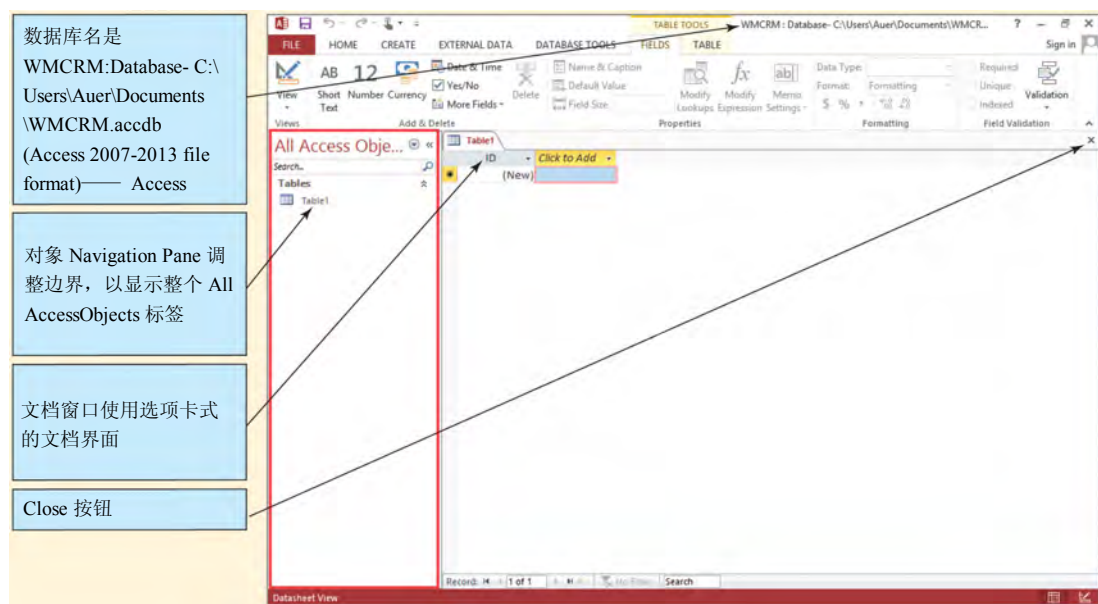 数据库名是
WMCRM:Database- C:\
Users\Auer\Documents
\WMCRM.accdb
(Access 2007-2013 file
format)—— Access
对象 Navigation Pane 调
整边界，以显示整个 All
AccessObjects 标签
文档窗口使用选项卡式
的文档界面
Close 按钮
TABLE TOOLS
WMCRM : Database- C:\Users\Auer\Documents\WMCR...
FILE HOME CREATE EXTERNAL DATA DATABASE TOOLS FIELDS TABLE
Sign in
View
AB Short Text
12 Number
Currency
Date & Time
Yes/No
More Fields
Delete
Name & Caption
Default Value
Field Size
Modify Lookups
fx Modify Expression
ab Memo Settings
Data Type:
Format: Formatting
$ % ,
Required
Unique
Indexed
Validation
Views Add & Delete Properties Formatting Field Validation
All Access Obje...
Search...
Tables
Table1
Table1
ID Click to Add
(New)
Record: 1 of 1 No Filter Search
Datasheet View